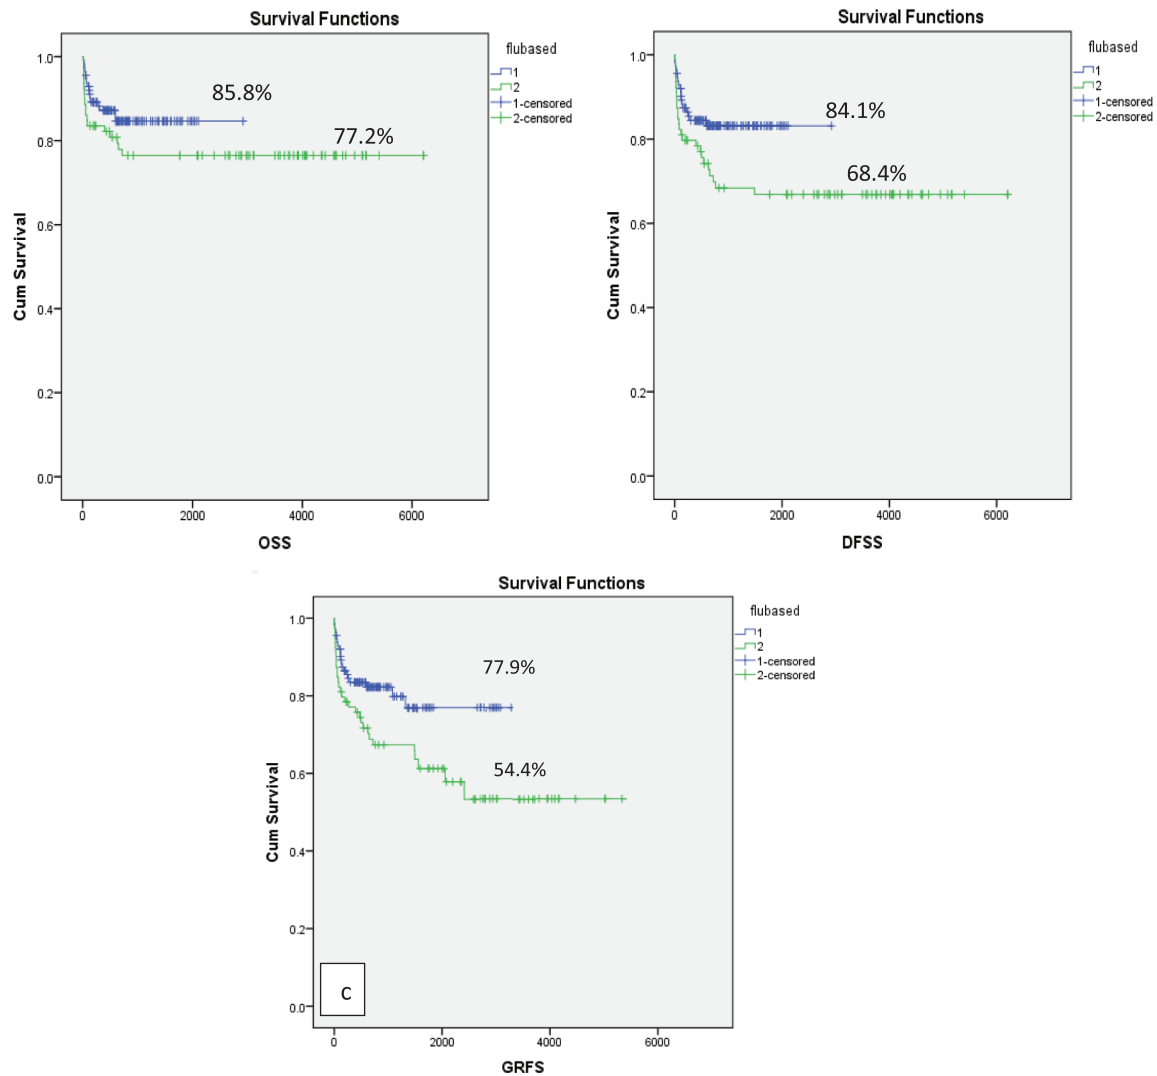 Survival Functions
flubased
1
2
1-censored
2-censored
1.0
0.8
0.6
0.4
0.2
0.0
85.8%
77.2%
Cum Survival
0
2000
4000
6000
OSS
Survival Functions
flubased
1
2
1-censored
2-censored
1.0
0.8
0.6
0.4
0.2
0.0
84.1%
68.4%
Cum Survival
0
2000
4000
6000
DFSS
Survival Functions
flubased
1
2
1-censored
2-censored
1.0
0.8
0.6
0.4
0.2
0.0
77.9%
54.4%
Cum Survival
C
0
2000
4000
6000
GRFS